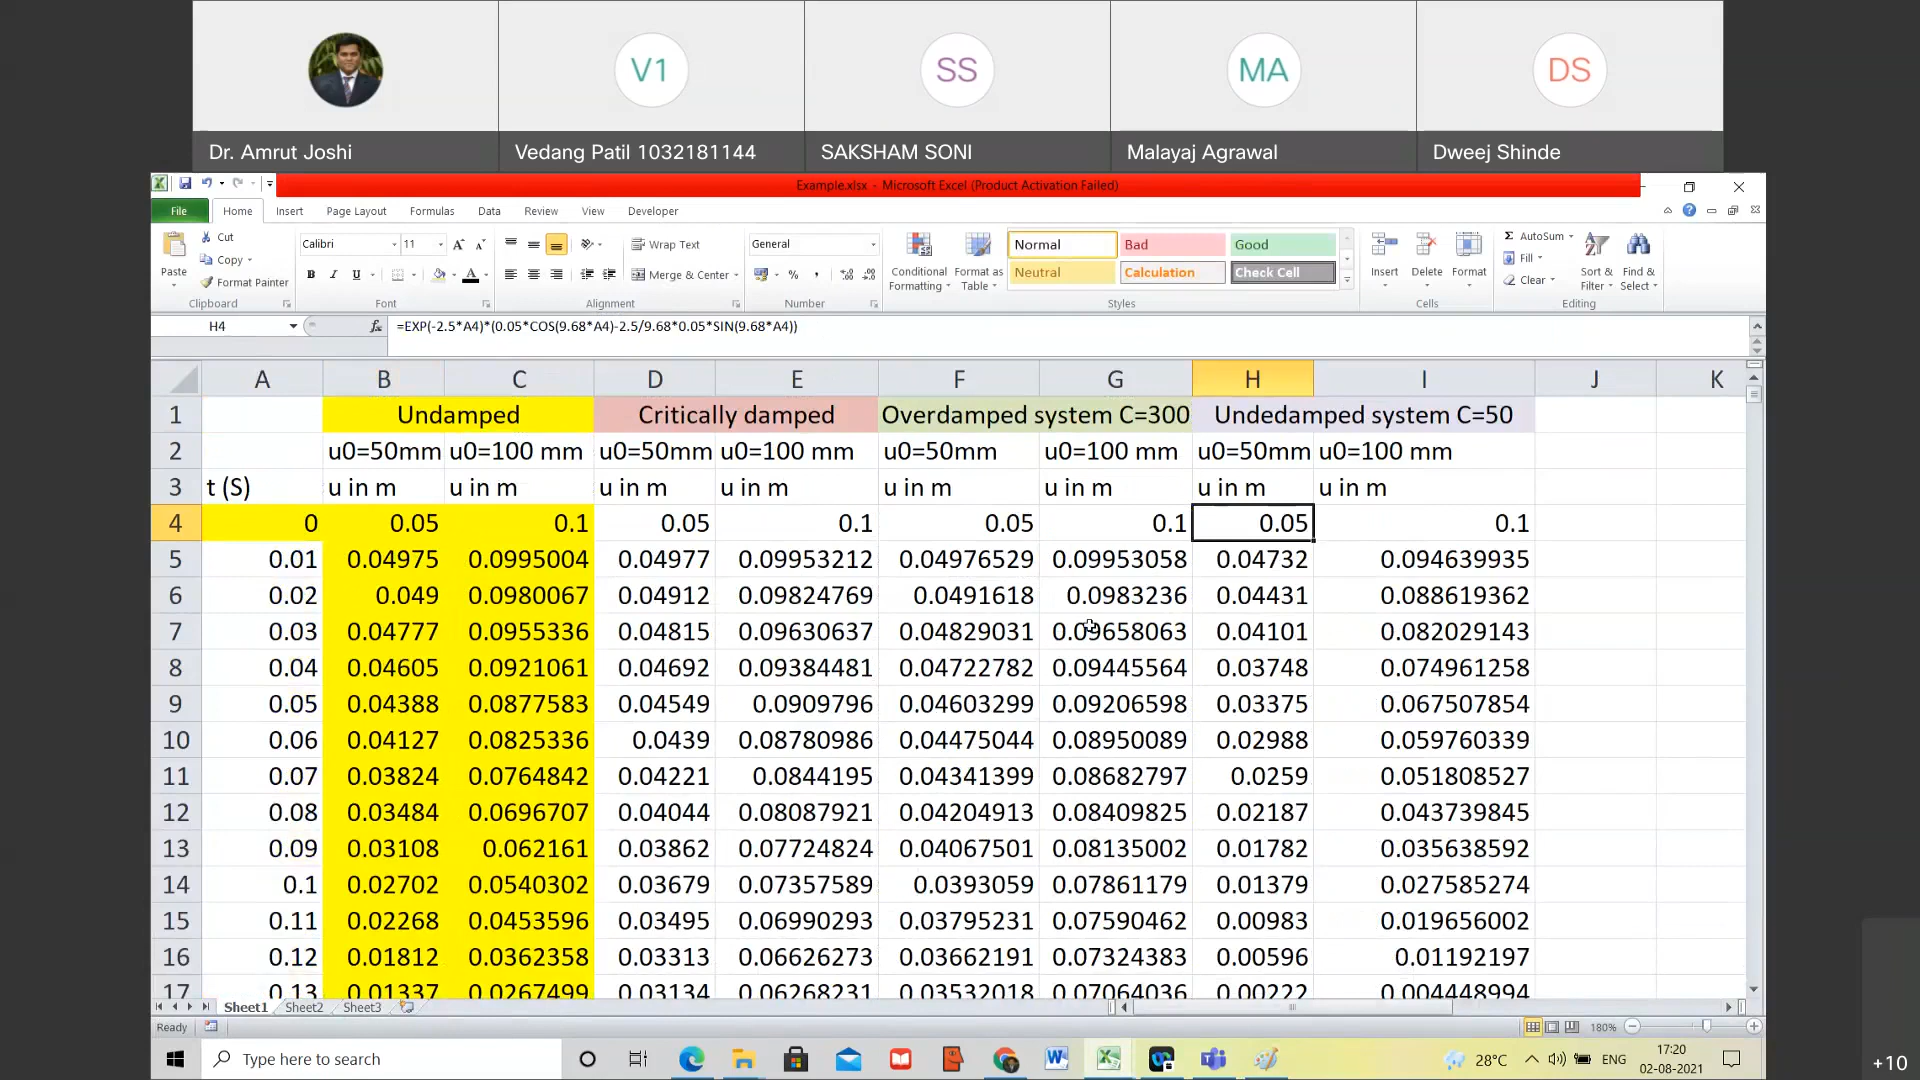 V1
SS
MA
DS
Dr. Amrut Joshi
Vedang Patil 1032181144
SAKSHAM SONI
Malayaj Agrawal
Dweej Shinde
Example.xlsx - Microsoft Excel (Product Activation Failed)
File Home Insert Page Layout Formulas Data Review View Developer
Paste
Cut
Copy
Format Painter
Calibri 11
B I U
Wrap Text
Merge & Center
General
Conditional Formatting
Format as Table
Normal Bad Good
Neutral Calculation Check Cell
Insert Delete Format
AutoSum
Fill
Clear
Sort & Filter
Find & Select
Clipboard Font Alignment Number Styles Cells Editing
H4 fx =EXP(-2.5*A4)*(0.05*COS(9.68*A4)-2.5/9.68*0.05*SIN(9.68*A4))
A B C D E F G H I J K
1 Undamped Critically damped Overdamped system C=300 Undedamped system C=50
2 u0=50mm u0=100 mm u0=50mm u0=100 mm u0=50mm u0=100 mm u0=50mm u0=100 mm
3 t (S) u in m u in m u in m u in m u in m u in m u in m u in m
4 0 0.05 0.1 0.05 0.1 0.05 0.1 0.05 0.1
5 0.01 0.04975 0.0995004 0.04977 0.09953212 0.04976529 0.09953058 0.04732 0.094639935
6 0.02 0.049 0.0980067 0.04912 0.09824769 0.0491618 0.0983236 0.04431 0.088619362
7 0.03 0.04777 0.0955336 0.04815 0.09630637 0.04829031 0.09658063 0.04101 0.082029143
8 0.04 0.04605 0.0921061 0.04692 0.09384481 0.04722782 0.09445564 0.03748 0.074961258
9 0.05 0.04388 0.0877583 0.04549 0.0909796 0.04603299 0.09206598 0.03375 0.067507854
10 0.06 0.04127 0.0825336 0.0439 0.08780986 0.04475044 0.08950089 0.02988 0.059760339
11 0.07 0.03824 0.0764842 0.04221 0.0844195 0.04341399 0.08682797 0.0259 0.051808527
12 0.08 0.03484 0.0696707 0.04044 0.08087921 0.04204913 0.08409825 0.02187 0.043739845
13 0.09 0.03108 0.062161 0.03862 0.07724824 0.04067501 0.08135002 0.01782 0.035638592
14 0.1 0.02702 0.0540302 0.03679 0.07357589 0.0393059 0.07861179 0.01379 0.027585274
15 0.11 0.02268 0.0453596 0.03495 0.06990293 0.03795231 0.07590462 0.00983 0.019656002
16 0.12 0.01812 0.0362358 0.03313 0.06626273 0.03662191 0.07324383 0.00596 0.01192197
17 0.13 0.01337 0.0267499 0.03134 0.06268231 0.03532018 0.07064036 0.00222 0.004448994
Sheet1 Sheet2 Sheet3
Ready 180%
Type here to search
28°C ENG 17:20
02-08-2021
+10